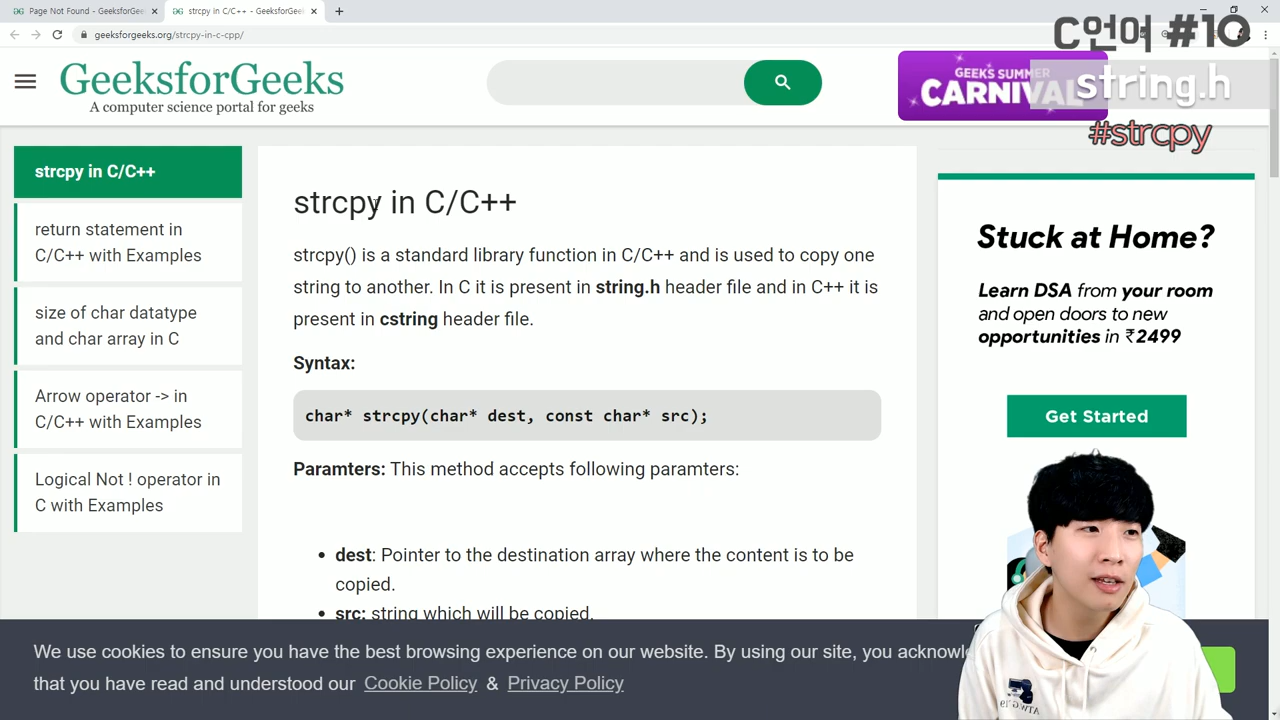 Page Not Found - GeeksforGee
strcpy in C/C++ - GeeksforGeek
geeksforgeeks.org/strcpy-in-c-cpp/
C언어 #10
string.h
#strcpy
GeeksforGeeks
A computer science portal for geeks
GEEK'S SUMMER
CARNIVAL
strcpy in C/C++
return statement in
C/C++ with Examples
size of char datatype
and char array in C
Arrow operator -> in
C/C++ with Examples
Logical Not ! operator in
C with Examples
strcpy in C/C++
strcpy() is a standard library function in C/C++ and is used to copy one
string to another. In C it is present in string.h header file and in C++ it is
present in cstring header file.
Syntax:
char* strcpy(char* dest, const char* src);
Paramters: This method accepts following paramters:
• dest: Pointer to the destination array where the content is to be
copied.
• src: string which will be copied.
Stuck at Home?
Learn DSA from your room
and open doors to new
opportunities in ₹2499
Get Started
We use cookies to ensure you have the best browsing experience on our website. By using our site, you acknowl
that you have read and understood our Cookie Policy & Privacy Policy
ATWG'19